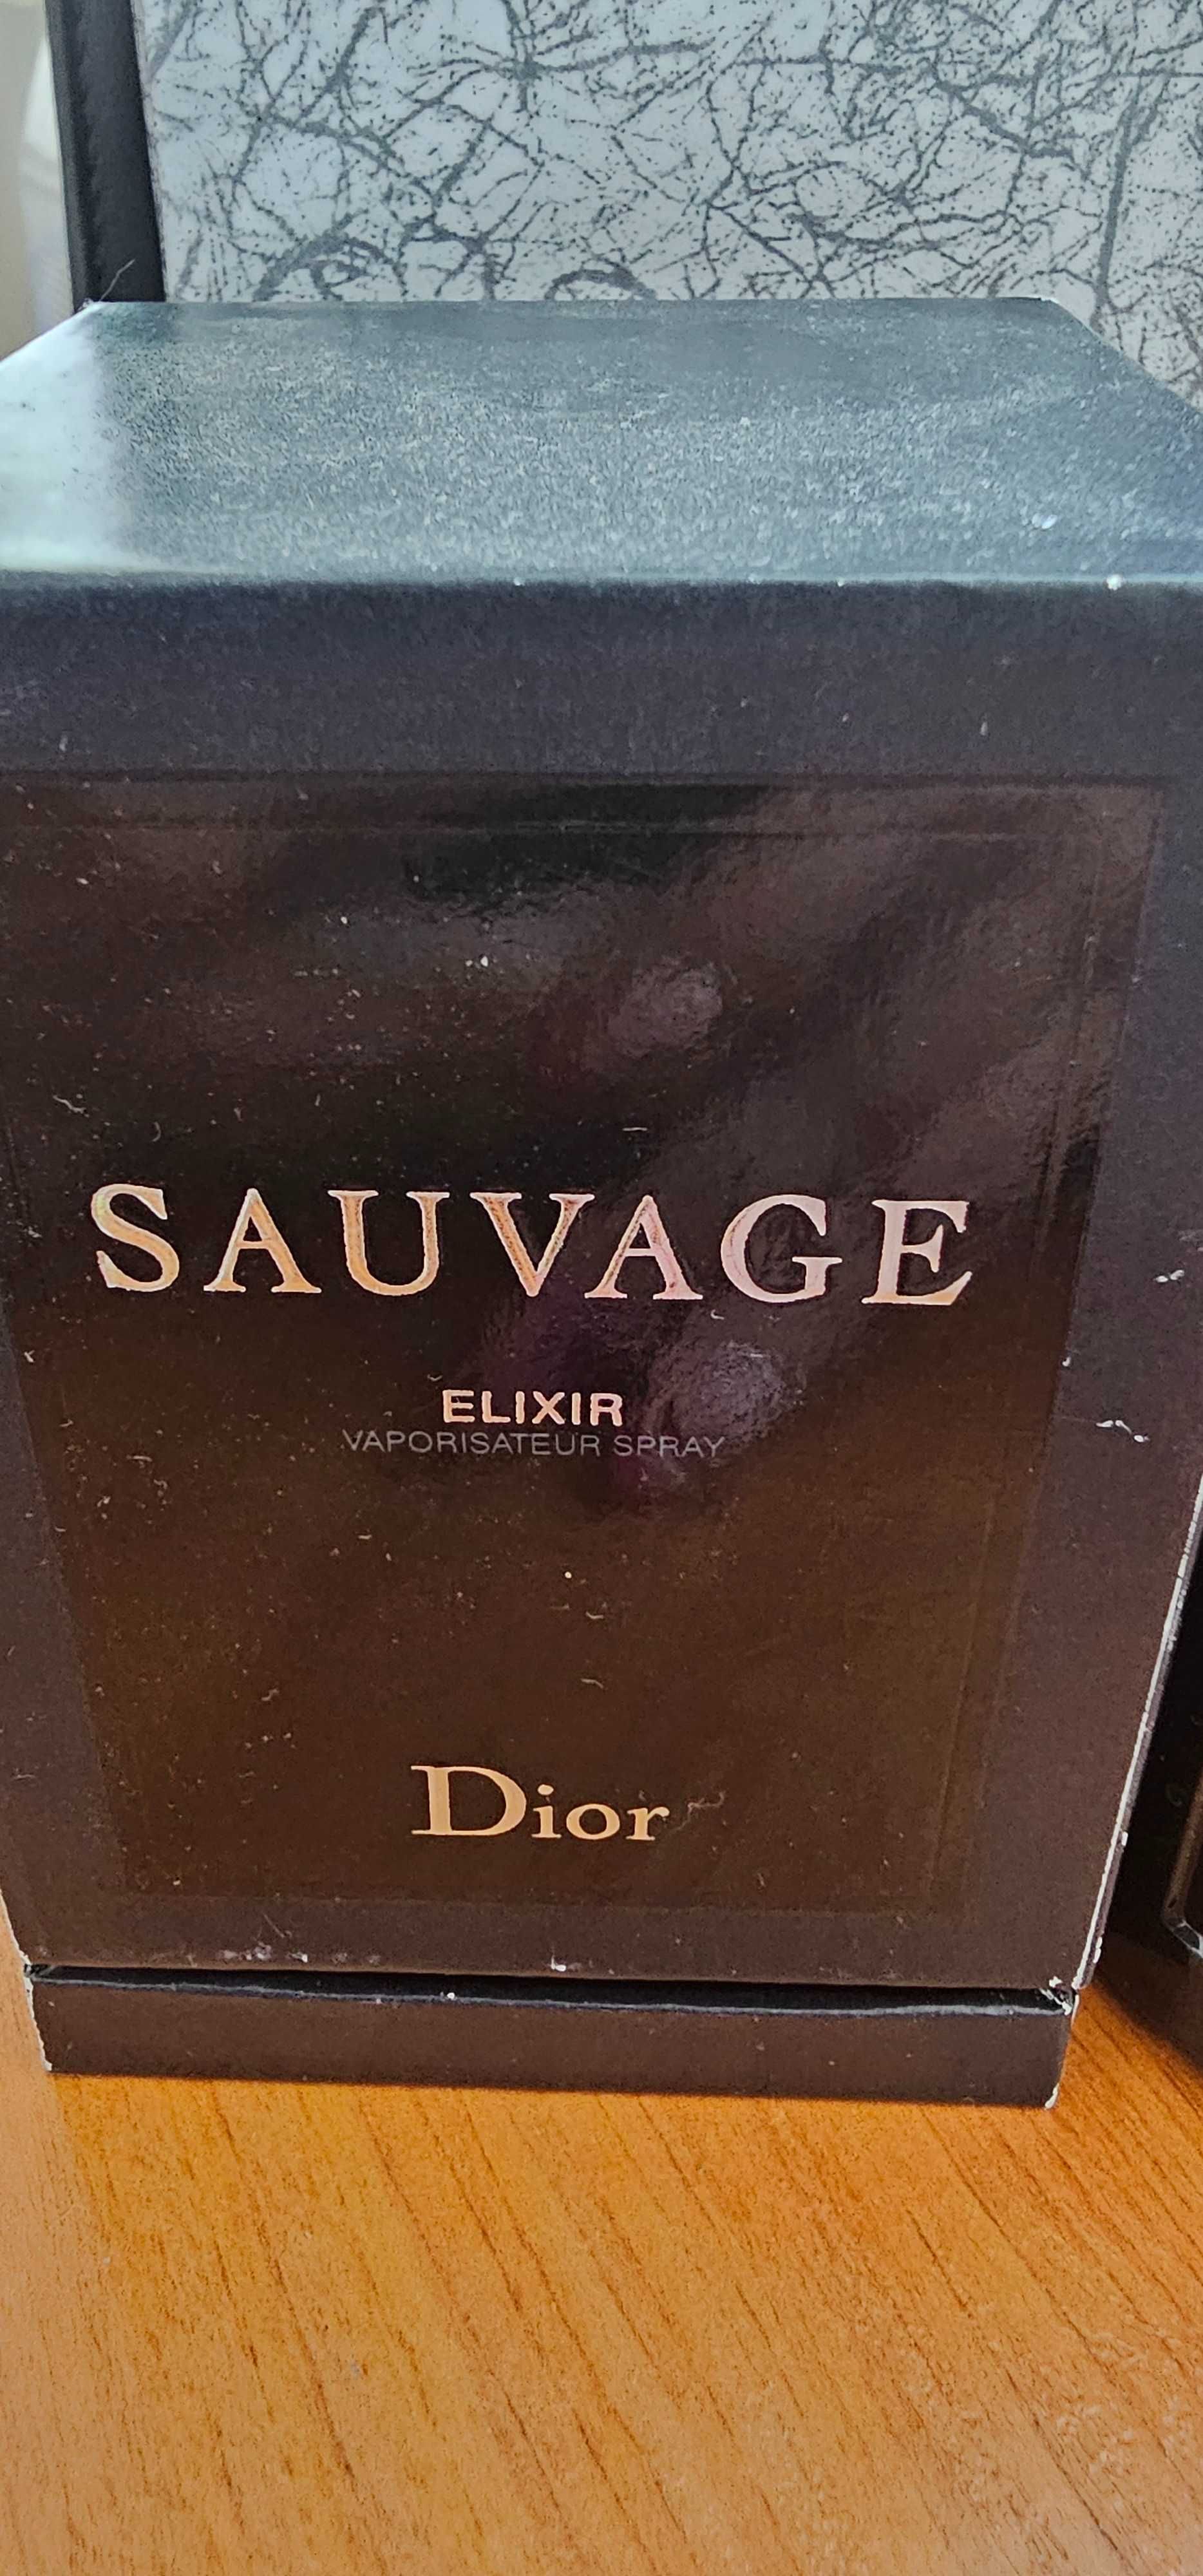 SAUVAGE
ELIXIR
VAPORISATEUR SPRAY
Dior